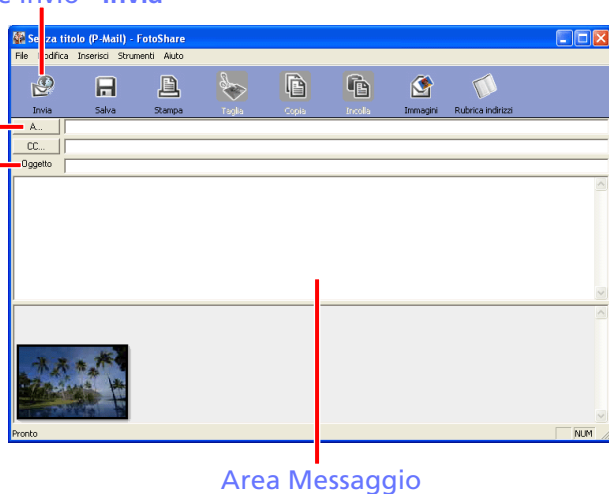 e Invio "Invia"
Senza titolo (P-Mail) - FotoShare
File Modifica Inserisci Strumenti Aiuto
Invia Salva Stampa Taglia Copia Incolla Immagini Rubrica indirizzi
A...
CC...
Oggetto
Pronto NUM
Area Messaggio